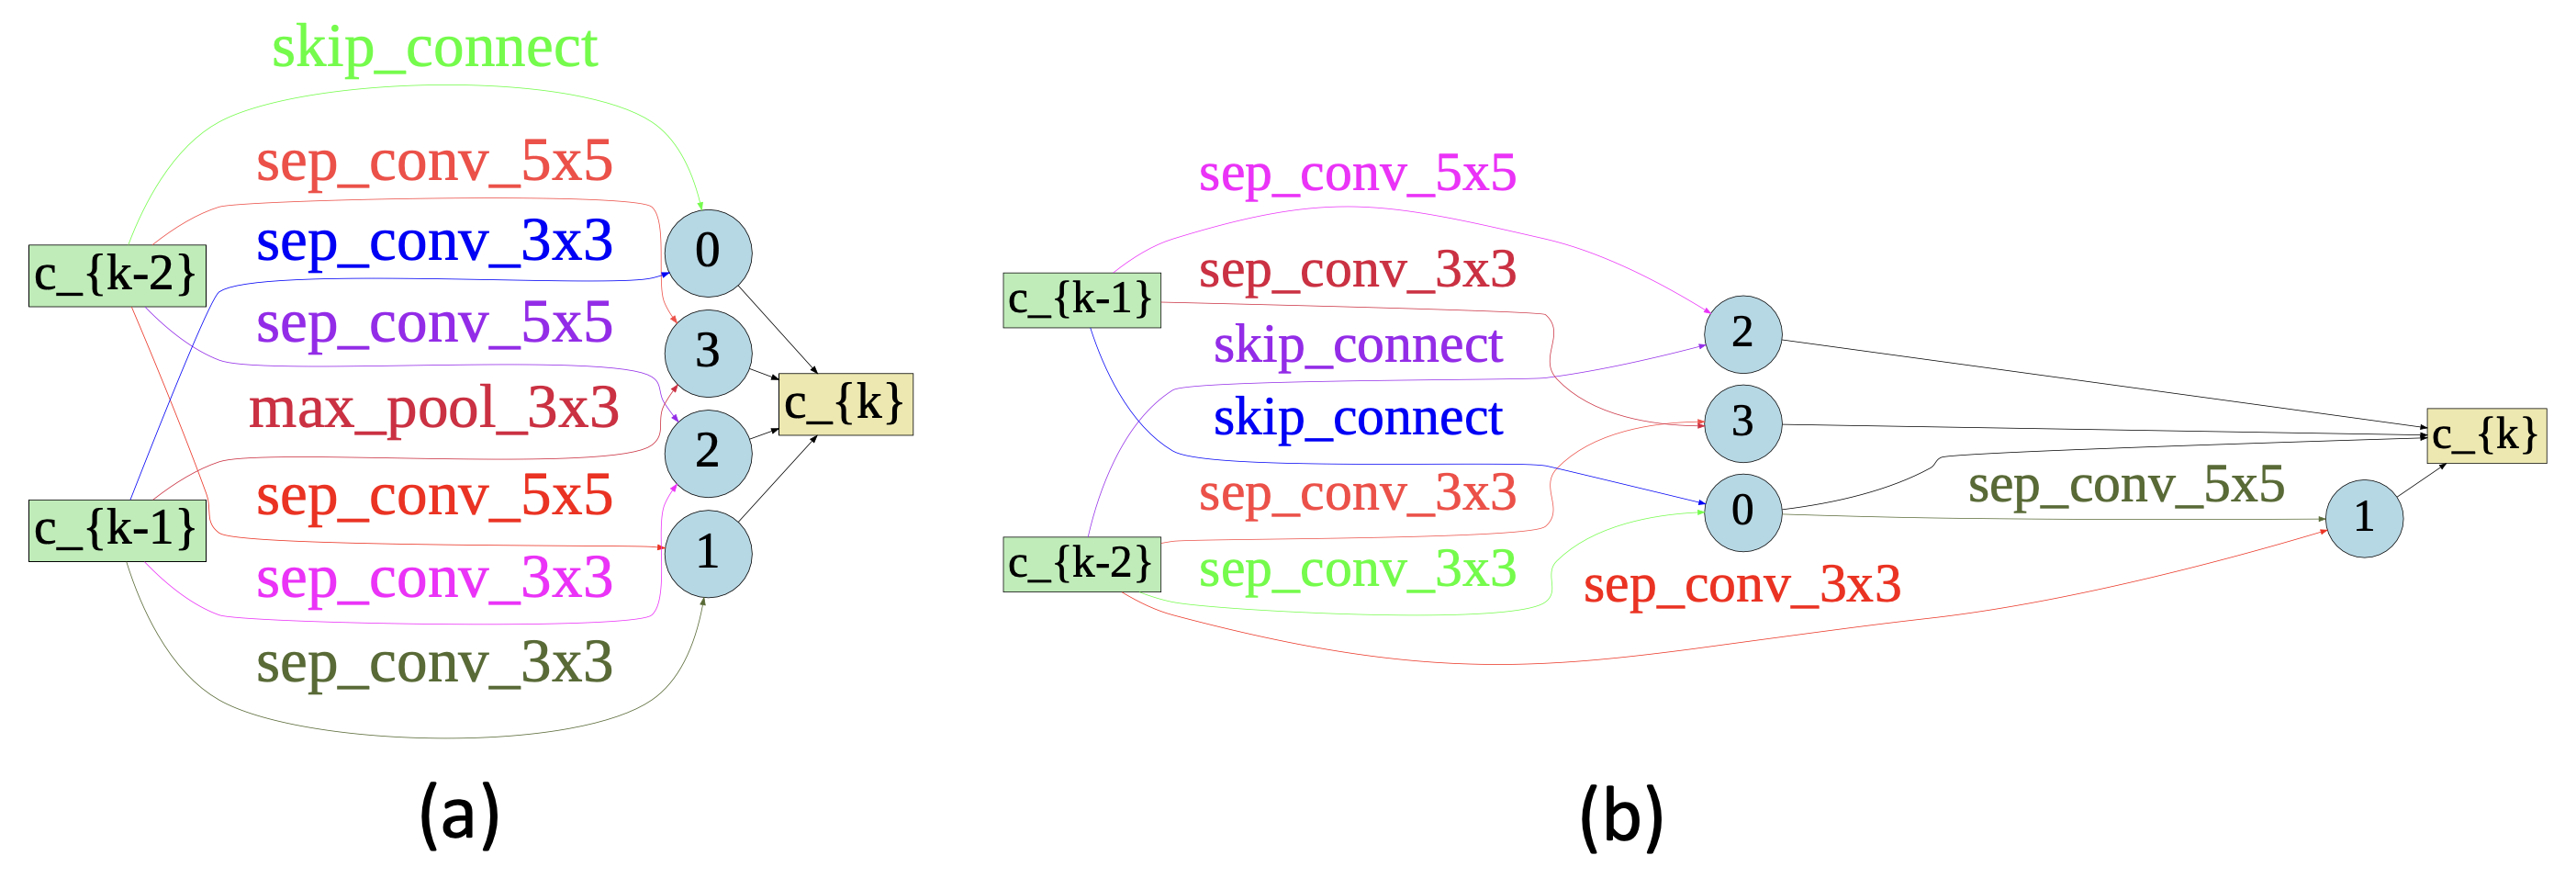 skip_connect
sep_conv_5x5
sep_conv_3x3
sep_conv_5x5
max_pool_3x3
sep_conv_5x5
sep_conv_3x3
sep_conv_3x3
c_{k-2}
c_{k-1}
0
3
2
1
c_{k}
(a)
sep_conv_5x5
sep_conv_3x3
skip_connect
skip_connect
sep_conv_3x3
sep_conv_3x3
c_{k-1}
c_{k-2}
2
3
0
sep_conv_3x3
sep_conv_5x5
1
c_{k}
(b)